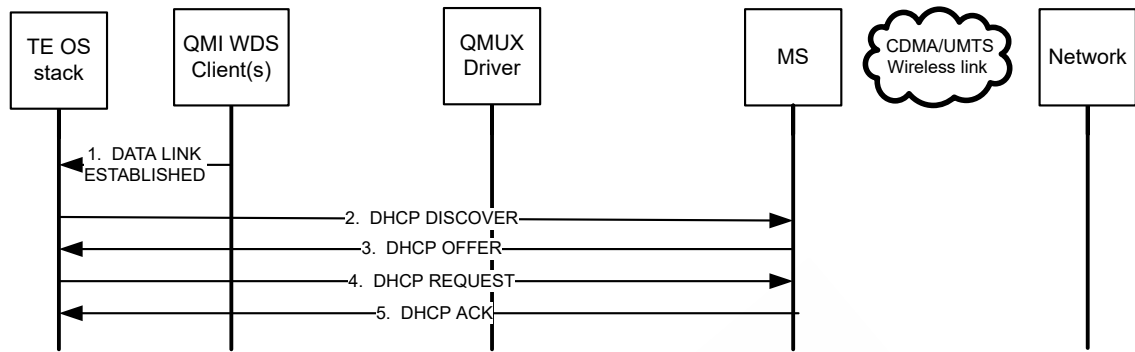 TE OS
stack
QMI WDS
Client(s)
QMUX
Driver
MS
CDMA/UMTS
Wireless link
Network
1. DATA LINK
ESTABLISHED
2. DHCP DISCOVER
3. DHCP OFFER
4. DHCP REQUEST
5. DHCP ACK